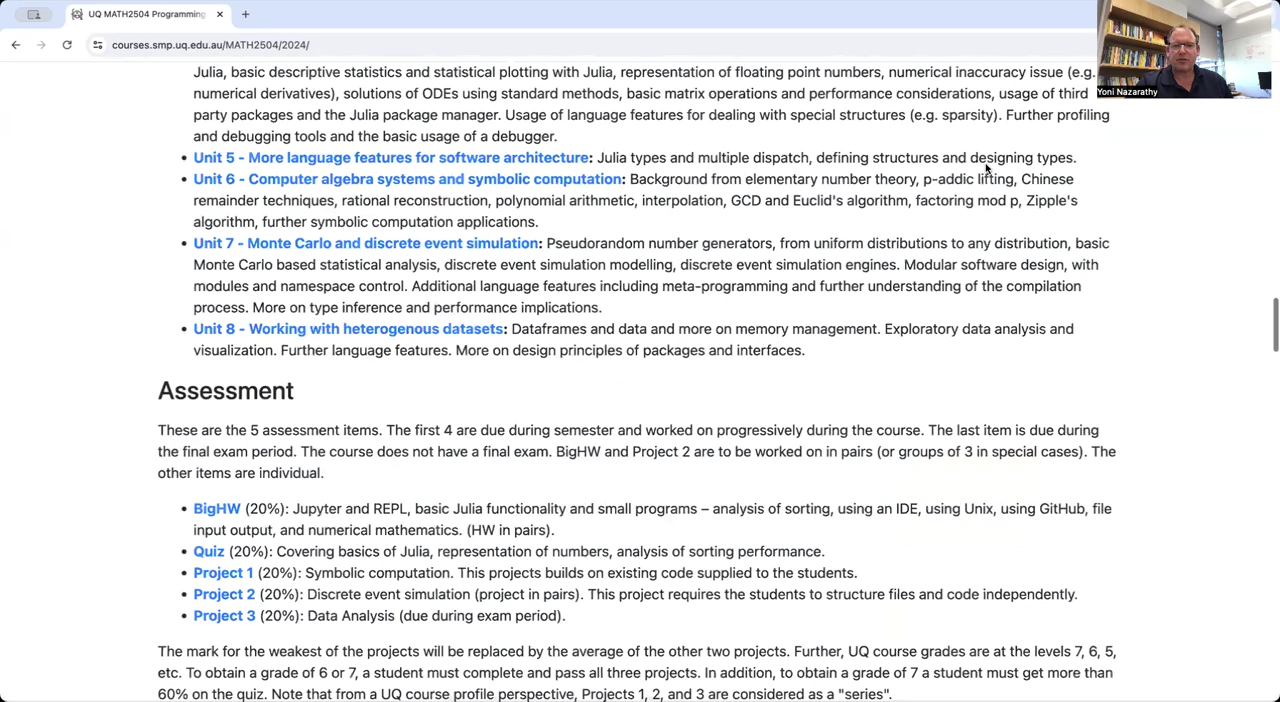 UQ MATH2504 Programming
courses.smp.uq.edu.au/MATH2504/2024/
Yoni Nazarathy
Julia, basic descriptive statistics and statistical plotting with Julia, representation of floating point numbers, numerical inaccuracy issue (e.g.
numerical derivatives), solutions of ODEs using standard methods, basic matrix operations and performance considerations, usage of third
party packages and the Julia package manager. Usage of language features for dealing with special structures (e.g. sparsity). Further profiling
and debugging tools and the basic usage of a debugger.
• Unit 5 - More language features for software architecture: Julia types and multiple dispatch, defining structures and designing types.
• Unit 6 - Computer algebra systems and symbolic computation: Background from elementary number theory, p-addic lifting, Chinese
remainder techniques, rational reconstruction, polynomial arithmetic, interpolation, GCD and Euclid's algorithm, factoring mod p, Zipple's
algorithm, further symbolic computation applications.
• Unit 7 - Monte Carlo and discrete event simulation: Pseudorandom number generators, from uniform distributions to any distribution, basic
Monte Carlo based statistical analysis, discrete event simulation modelling, discrete event simulation engines. Modular software design, with
modules and namespace control. Additional language features including meta-programming and further understanding of the compilation
process. More on type inference and performance implications.
• Unit 8 - Working with heterogenous datasets: Dataframes and data and more on memory management. Exploratory data analysis and
visualization. Further language features. More on design principles of packages and interfaces.
Assessment
These are the 5 assessment items. The first 4 are due during semester and worked on progressively during the course. The last item is due during
the final exam period. The course does not have a final exam. BigHW and Project 2 are to be worked on in pairs (or groups of 3 in special cases). The
other items are individual.
• BigHW (20%): Jupyter and REPL, basic Julia functionality and small programs – analysis of sorting, using an IDE, using Unix, using GitHub, file
input output, and numerical mathematics. (HW in pairs).
• Quiz (20%): Covering basics of Julia, representation of numbers, analysis of sorting performance.
• Project 1 (20%): Symbolic computation. This projects builds on existing code supplied to the students.
• Project 2 (20%): Discrete event simulation (project in pairs). This project requires the students to structure files and code independently.
• Project 3 (20%): Data Analysis (due during exam period).
The mark for the weakest of the projects will be replaced by the average of the other two projects. Further, UQ course grades are at the levels 7, 6, 5,
etc. To obtain a grade of 6 or 7, a student must complete and pass all three projects. In addition, to obtain a grade of 7 a student must get more than
60% on the quiz. Note that from a UQ course profile perspective, Projects 1, 2, and 3 are considered as a "series".